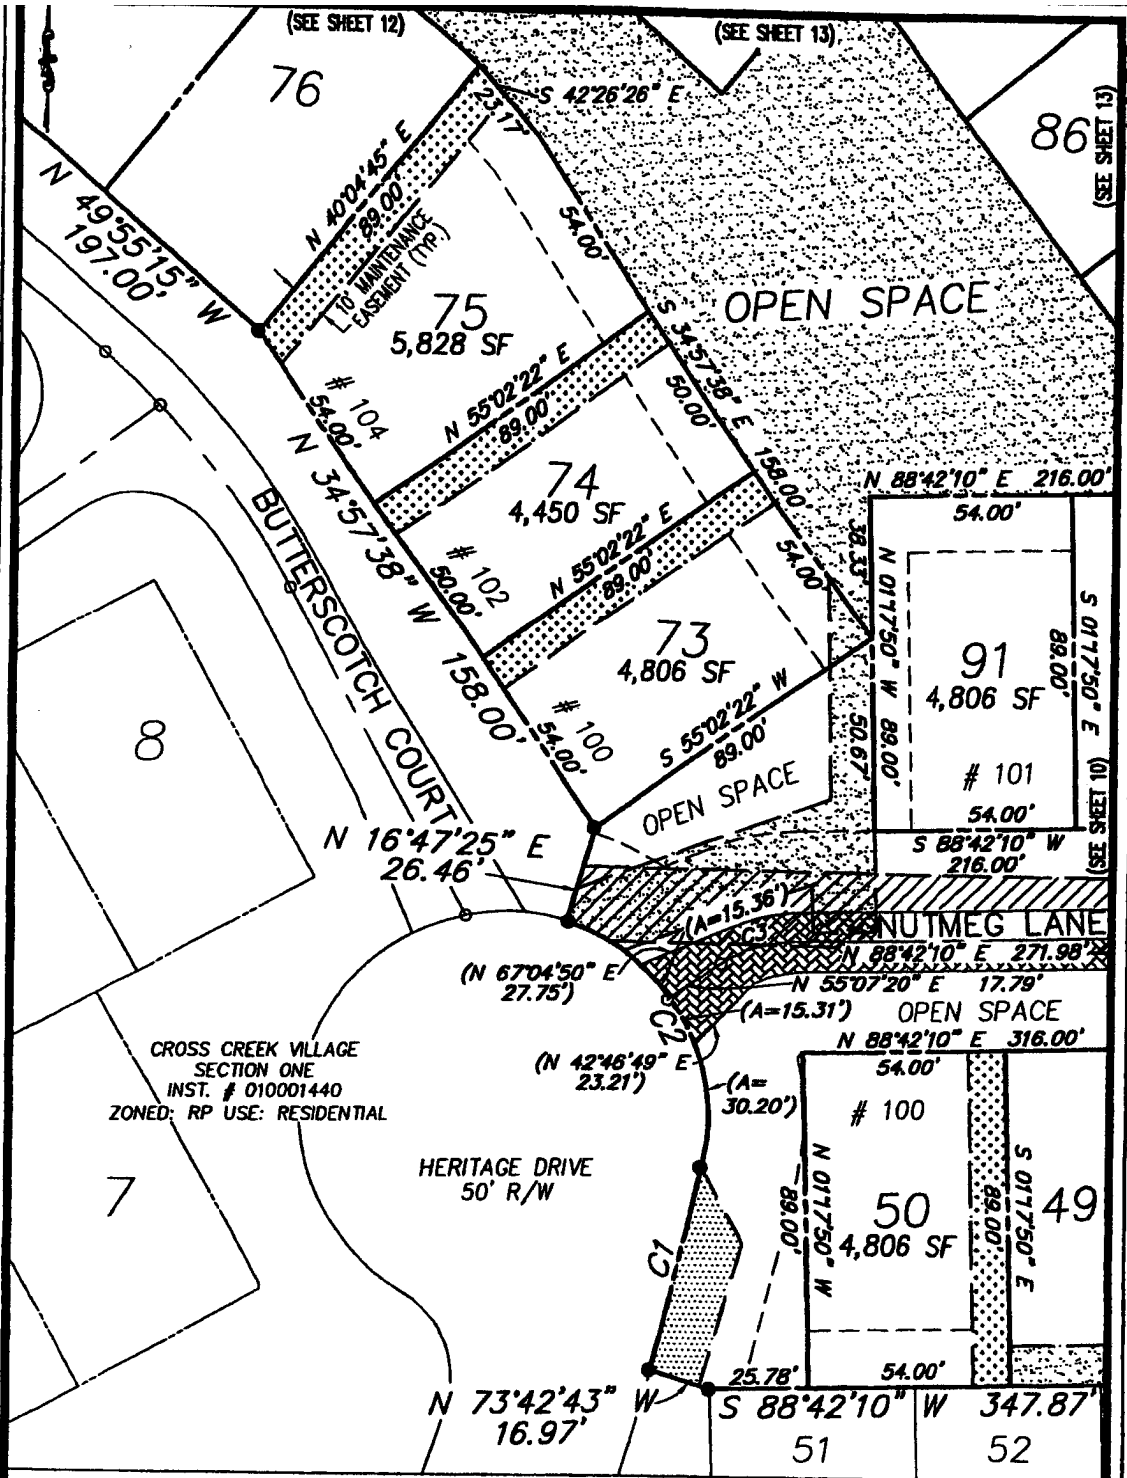 (SEE SHEET 12)
(SEE SHEET 13)
76
S 42°26'26" E
23.17'
86
(SEE SHEET 13)
N 40°04'45" E
89.00'
10' MAINTENANCE
EASEMENT (TYP.)
N 49°55'15" W
197.00'
54.00'
75
5,828 SF
# 104
54.00'
OPEN SPACE
S 34°57'38" E 158.00'
50.00'
N 55°02'22" E
89.00'
N 34°57'38" W 158.00'
74
4,450 SF
# 102
50.00'
N 88°42'10" E 216.00'
54.00'
38.33'
N 01°17'50" W 89.00'
54.00'
N 55°02'22" E
89.00'
BUTTERSCOTCH COURT
73
4,806 SF
# 100
54.00'
91
4,806 SF
89.00'
S 01°17'50" E
# 101
S 55°02'22" W
89.00'
50.67'
8
OPEN SPACE
54.00'
S 88°42'10" W
216.00'
(SEE SHEET 10)
N 16°47'25" E
26.46'
(A=15.36')
C3
NUTMEG LANE
(N 67°04'50" E
27.75')
N 88°42'10" E 271.98'
N 55°07'20" E 17.79'
C2
(A=15.31')
OPEN SPACE
N 88°42'10" E 316.00'
54.00'
(N 42°46'49" E
23.21')
(A=
30.20')
CROSS CREEK VILLAGE
SECTION ONE
INST. # 010001440
ZONED: RP USE: RESIDENTIAL
# 100
7
HERITAGE DRIVE
50' R/W
89.00'
N 01°17'50" W
50
4,806 SF
89.00'
S 01°17'50" E
49
C1
25.78'
54.00'
N 73°42'43" W
16.97'
S 88°42'10" W 347.87'
51
52